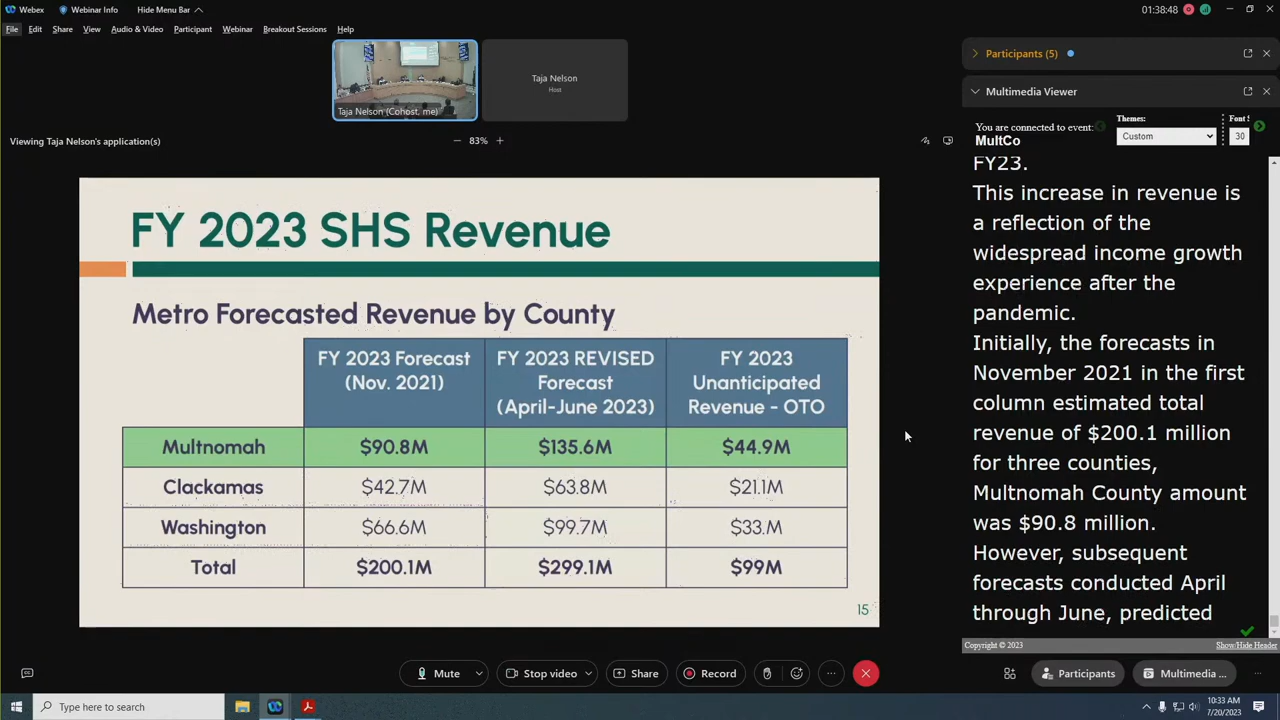 Webex Webinar Info Hide Menu Bar 01:38:48
File Edit Share View Audio & Video Participant Webinar Breakout Sessions Help
Taja Nelson (Cohost, me)
Taja Nelson
Host
Viewing Taja Nelson's application(s) 83%
FY 2023 SHS Revenue
Metro Forecasted Revenue by County
FY 2023 Forecast (Nov. 2021) FY 2023 REVISED Forecast (April-June 2023) FY 2023 Unanticipated Revenue - OTO
Multnomah $90.8M $135.6M $44.9M
Clackamas $42.7M $63.8M $21.1M
Washington $66.6M $99.7M $33.M
Total $200.1M $299.1M $99M
15
Participants (5)
Multimedia Viewer
You are connected to event:
MultCo
Themes:
Custom
Font S
30
FY23.
This increase in revenue is
a reflection of the
widespread income growth
experience after the
pandemic.
Initially, the forecasts in
November 2021 in the first
column estimated total
revenue of $200.1 million
for three counties,
Multnomah County amount
was $90.8 million.
However, subsequent
forecasts conducted April
through June, predicted
Copyright © 2023 Show/Hide Header
Mute Stop video Share Record Participants Multimedia ...
Type here to search
10:33 AM
7/20/2023